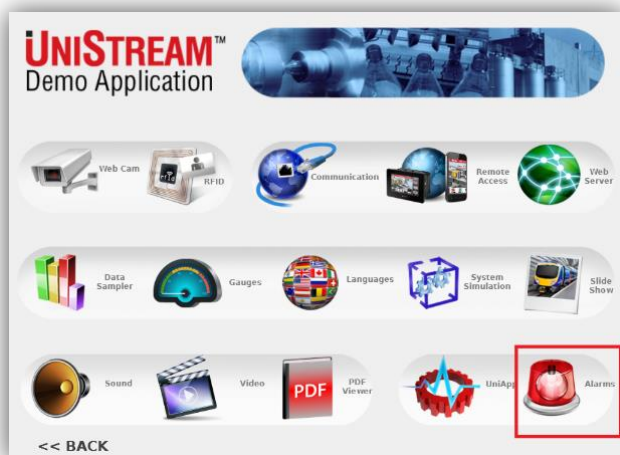 UNISTREAM™
Demo Application
Web Cam
RFID
Communication
Remote
Access
Web
Server
Data
Sampler
Gauges
Languages
System
Simulation
Slide
Show
Sound
Video
PDF
PDF
Viewer
UniApp
Alarms
<< BACK